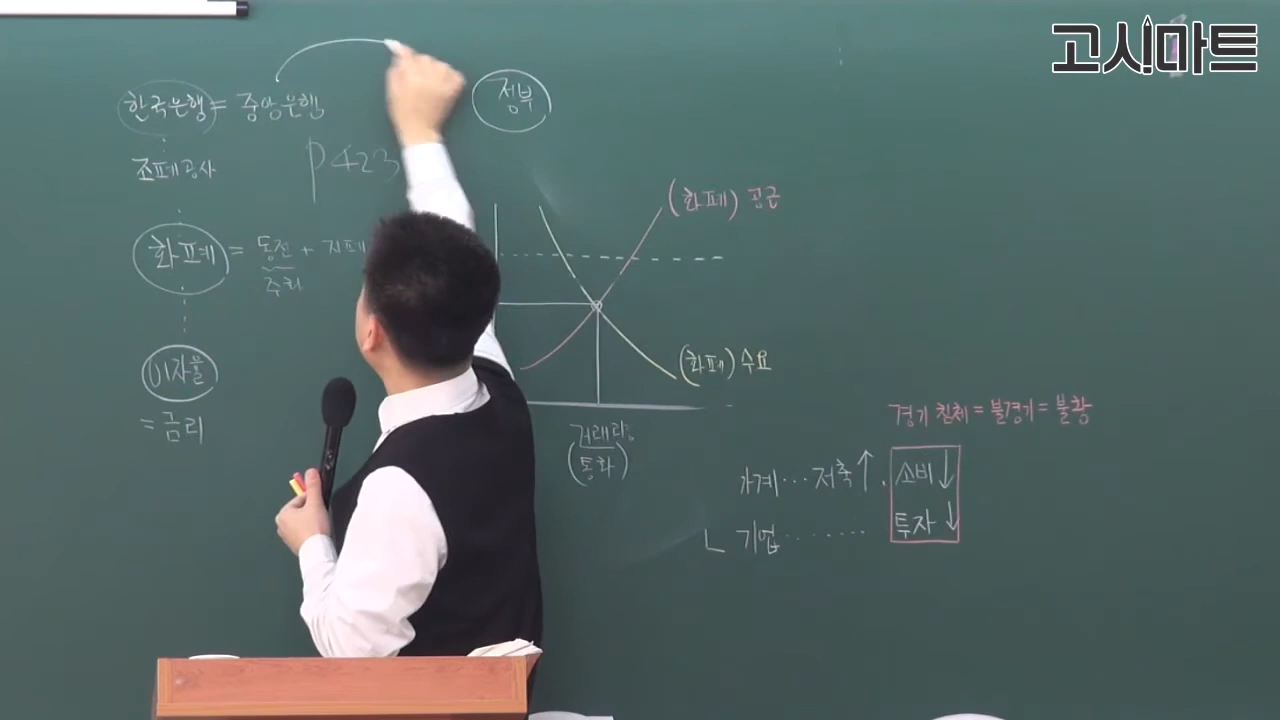 고시마트
한국은행 = 중앙은행
정부
조폐공사
P423
(화폐) 공급
화폐 = 동전 + 지폐
주화
이자율
= 금리
(화폐) 수요
거래량
(통화)
경기 침체 = 불경기 = 불황
가계 ... 저축↑. 소비↓
기업 ....... 투자↓